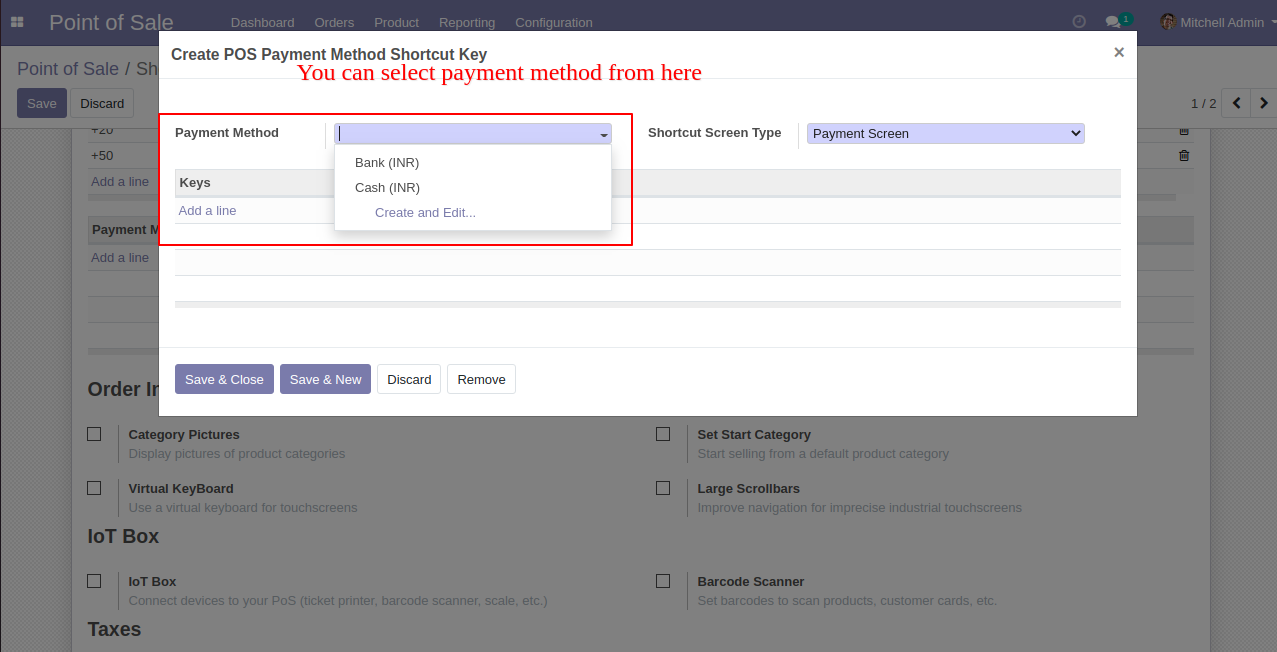 Point of Sale Dashboard Orders Product Reporting Configuration 1 Mitchell Admin
Create POS Payment Method Shortcut Key ×
You can select payment method from here
Point of Sale / Sh
Save Discard
1 / 2
Payment Method
Shortcut Screen Type Payment Screen
+20
+50
Bank (INR)
Cash (INR)
Create and Edit...
Add a line
Keys
Add a line
Payment M
Add a line
Save & Close Save & New Discard Remove
Order In
Category Pictures
Display pictures of product categories
Set Start Category
Start selling from a default product category
Virtual KeyBoard
Use a virtual keyboard for touchscreens
Large Scrollbars
Improve navigation for imprecise industrial touchscreens
IoT Box
IoT Box
Connect devices to your PoS (ticket printer, barcode scanner, scale, etc.)
Barcode Scanner
Set barcodes to scan products, customer cards, etc.
Taxes